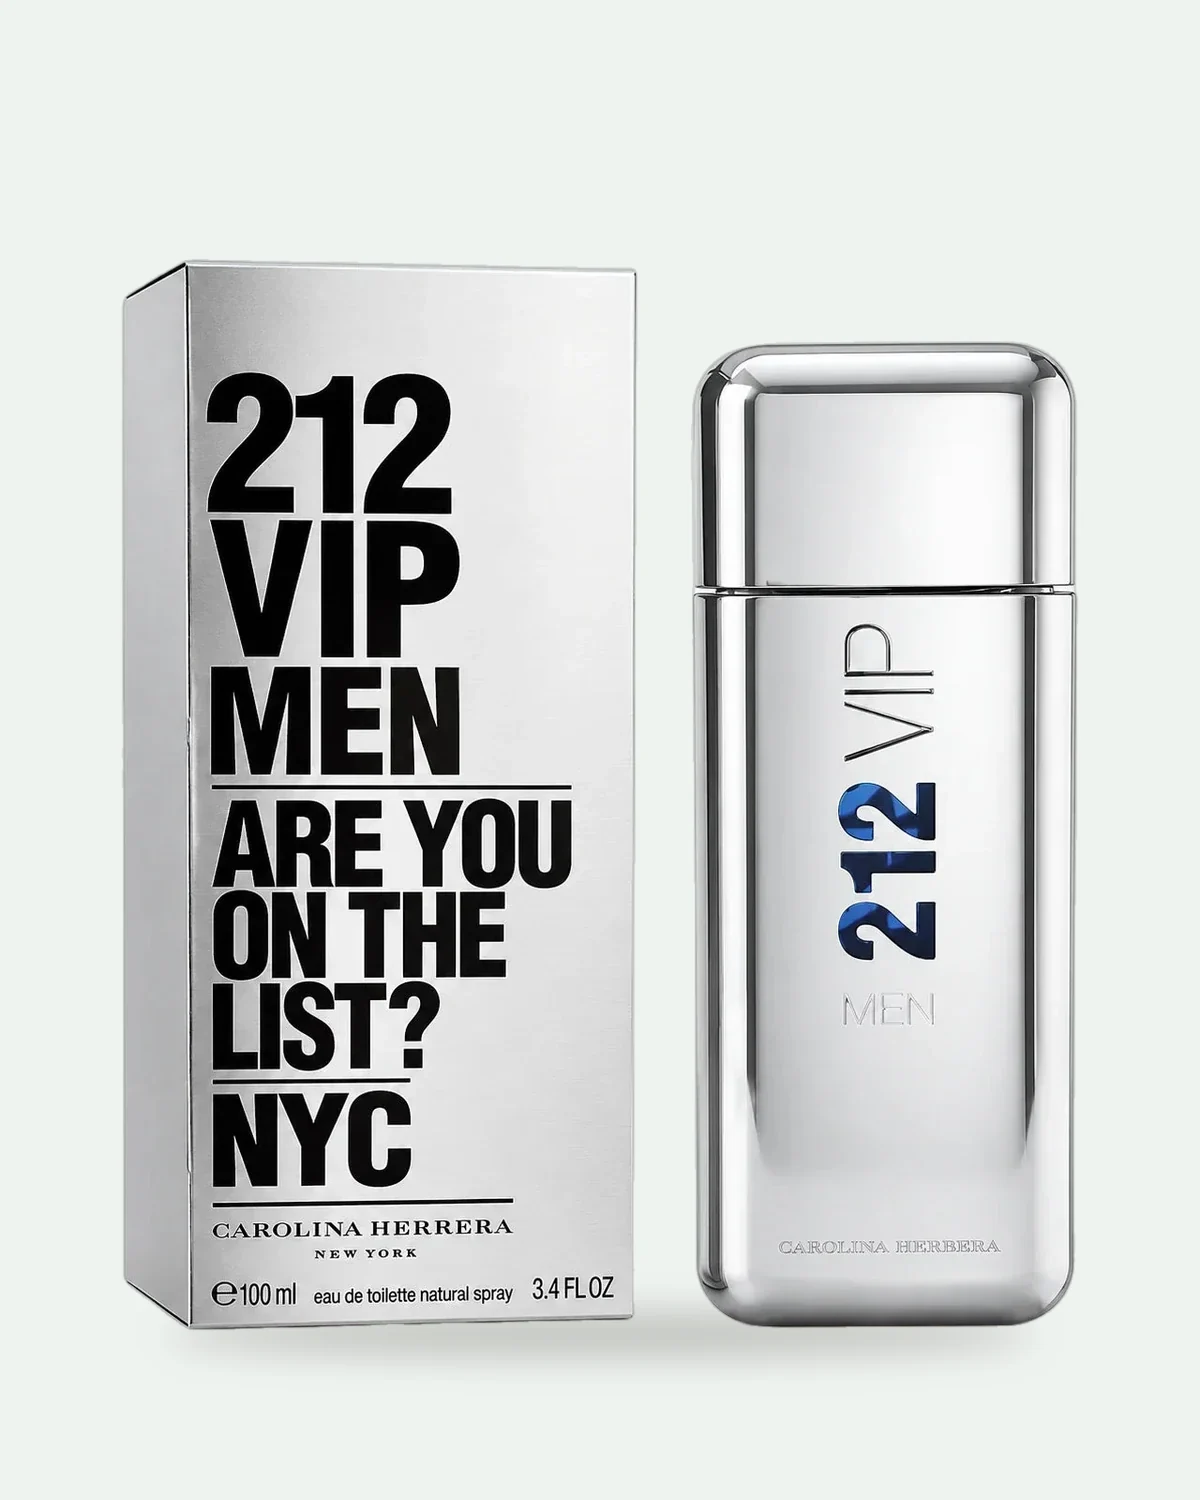 212
VIP
MEN
ARE YOU
ON THE
LIST?
NYC
CAROLINA HERRERA
NEW YORK
℮100 ml eau de toilette natural spray 3.4 FL OZ
212 VIP
MEN
CAROLINA HERBERA